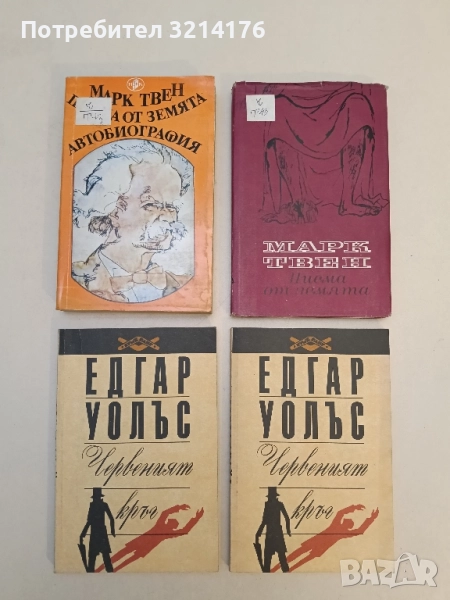 Потребител 3214176
МАРК ТВЕН
А ОТ ЗЕМЯТА
АВТОБИОГРАФИЯ
МАРК
ТВЕН
Писма
от земята
ЕДГАР
УОЛЪС
Червеният
кръг
ЕДГАР
УОЛЪС
Червеният
кръг
BAZAR